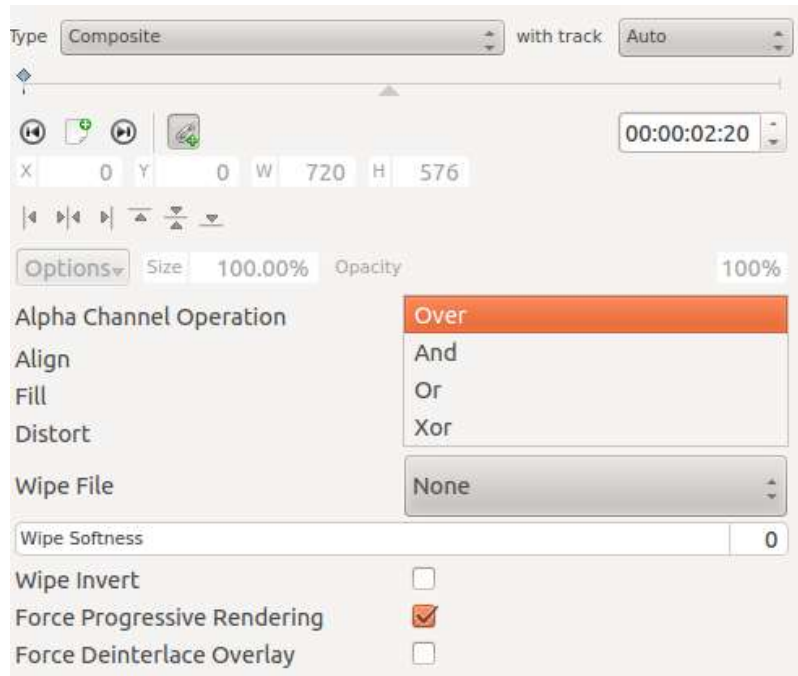 Type Composite with track Auto
00:00:02:20
X 0 Y 0 W 720 H 576
Options Size 100.00% Opacity 100%
Alpha Channel Operation Over
And
Align
Or
Fill
Xor
Distort
Wipe File None
Wipe Softness 0
Wipe Invert
Force Progressive Rendering
Force Deinterlace Overlay